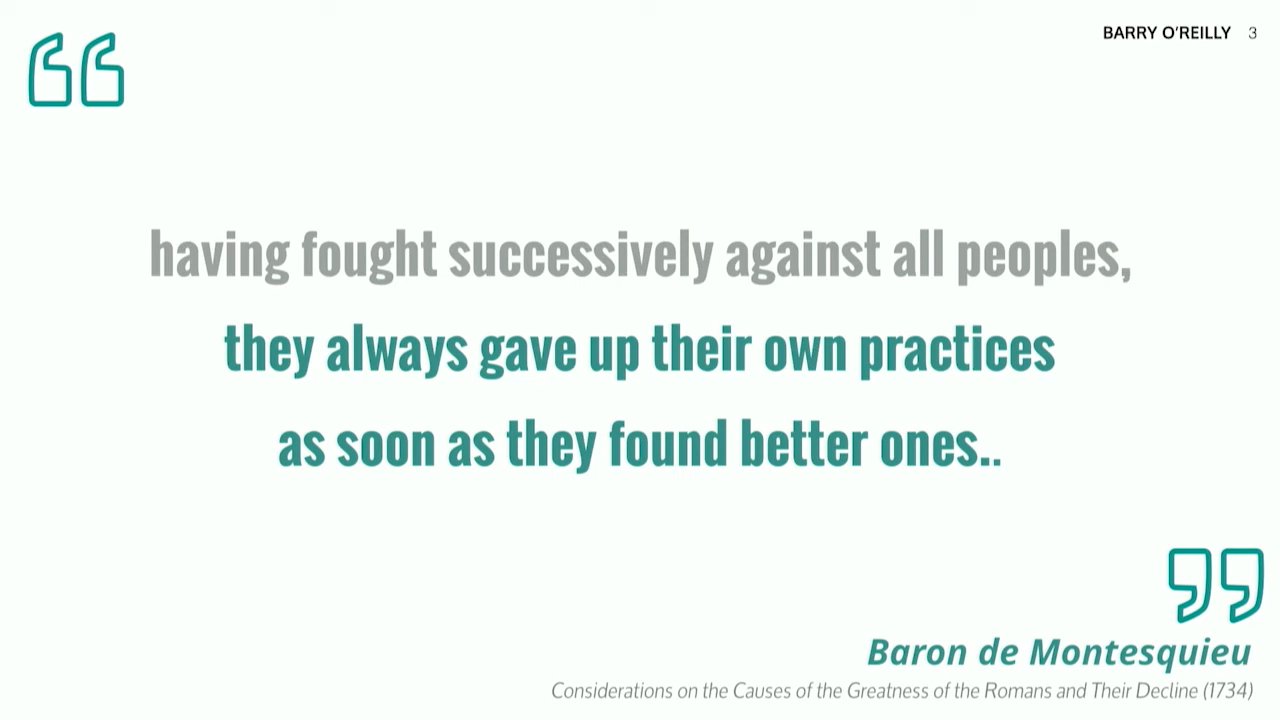 BARRY O'REILLY 3
“
having fought successively against all peoples,
they always gave up their own practices
as soon as they found better ones..
”
Baron de Montesquieu
Considerations on the Causes of the Greatness of the Romans and Their Decline (1734)